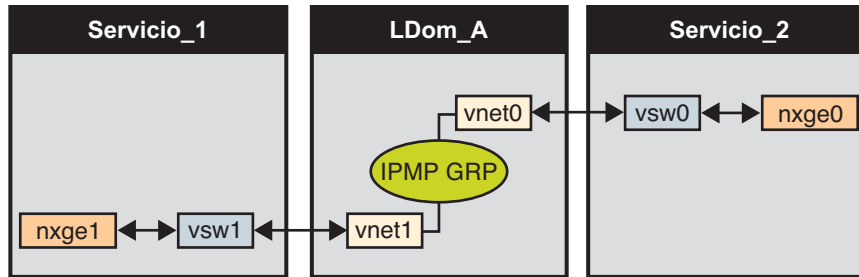 Servicio_1
LDom_A
Servicio_2
vnet0
vsw0
nxge0
IPMP GRP
nxge1
vsw1
vnet1